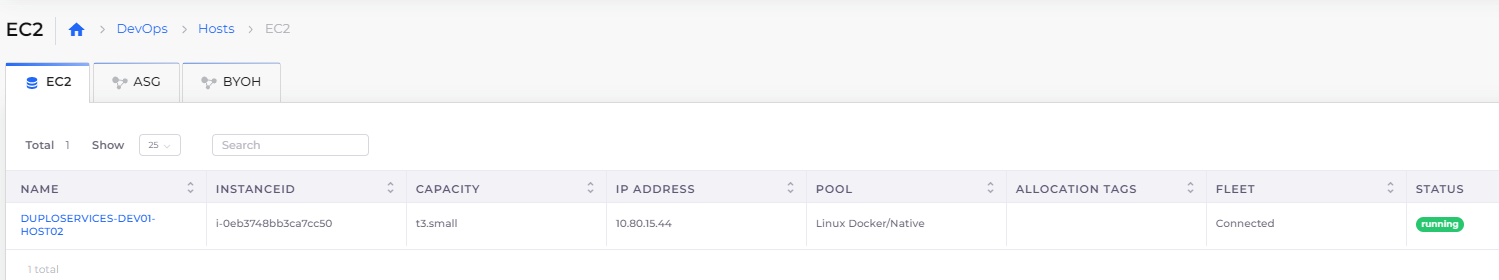 EC2 DevOps Hosts EC2
EC2 ASG BYOH
Total 1 Show 25 Search
NAME INSTANCEID CAPACITY IP ADDRESS POOL ALLOCATION TAGS FLEET STATUS
DUPLOSERVICES-DEV01-
HOST02 i-0eb3748bb3ca7cc50 t3.small 10.80.15.44 Linux Docker/Native Connected running
1 total